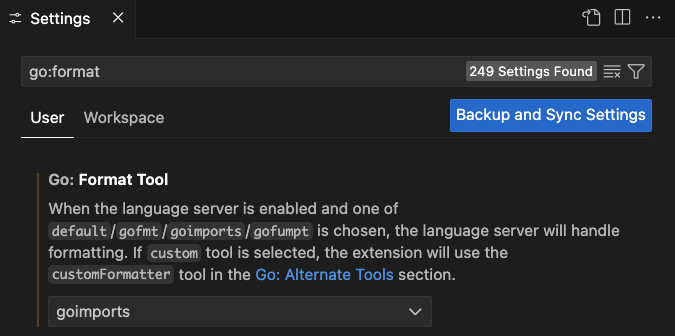 Settings
go:format
249 Settings Found
User Workspace
Backup and Sync Settings
Go: Format Tool
When the language server is enabled and one of
default/gofmt/goimports/gofumpt is chosen, the language server will handle
formatting. If custom tool is selected, the extension will use the
customFormatter tool in the Go: Alternate Tools section.
goimports